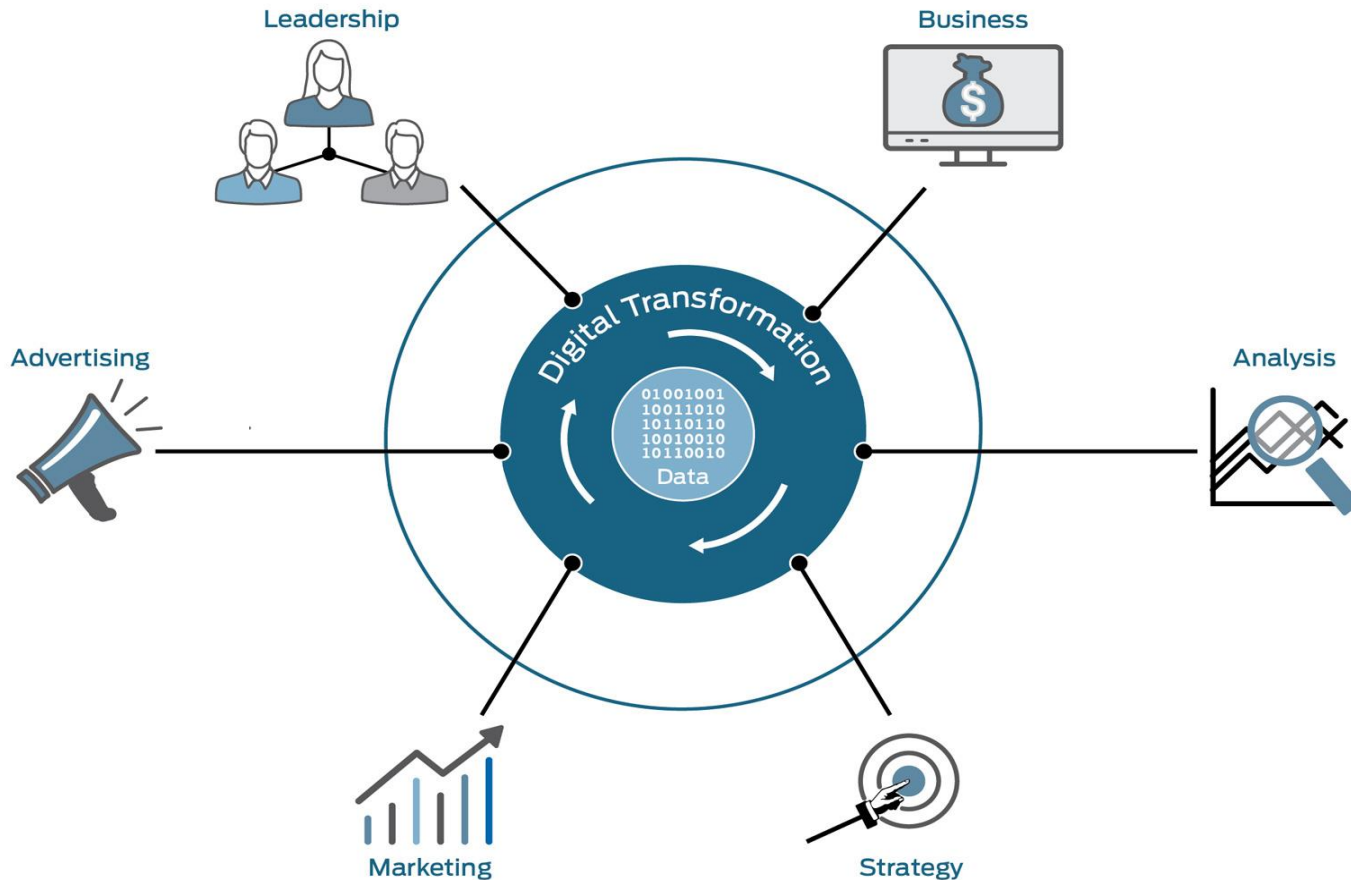 Leadership
Business
$
Advertising
Analysis
Digital Transformation
01001001
10011010
10110110
10010010
10110010
Data
Marketing
Strategy